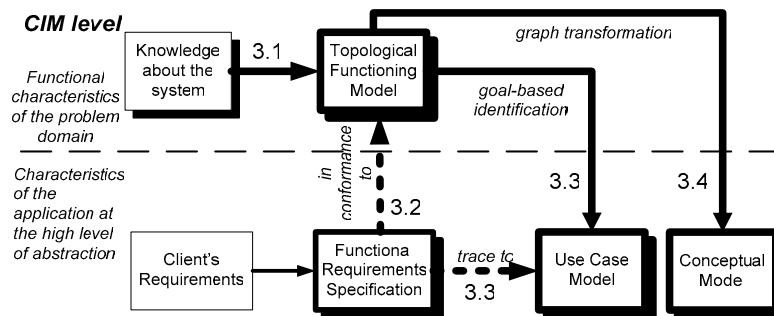 CIM level
Knowledge
about the
system
3.1
Topological
Functioning
Model
graph transformation
Functional
characteristics
of the problem
domain
goal-based
identification
Characteristics
of the
application at
the high level
of abstraction
in
conformance
to
3.2
3.3
3.4
Client's
Requirements
Functiona
Requirements
Specification
trace to
3.3
Use Case
Model
Conceptual
Mode